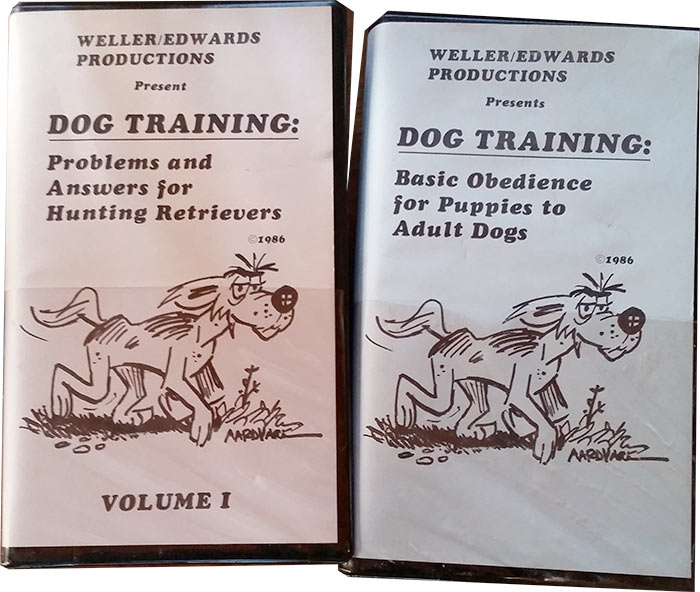 WELLER/EDWARDS
PRODUCTIONS
Present
DOG TRAINING:
Problems and
Answers for
Hunting Retrievers
©1986
AARDVARK
VOLUME I
WELLER/EDWARDS
PRODUCTIONS
Presents
DOG TRAINING:
Basic Obedience
for Puppies to
Adult Dogs
©1986
AARDVARK